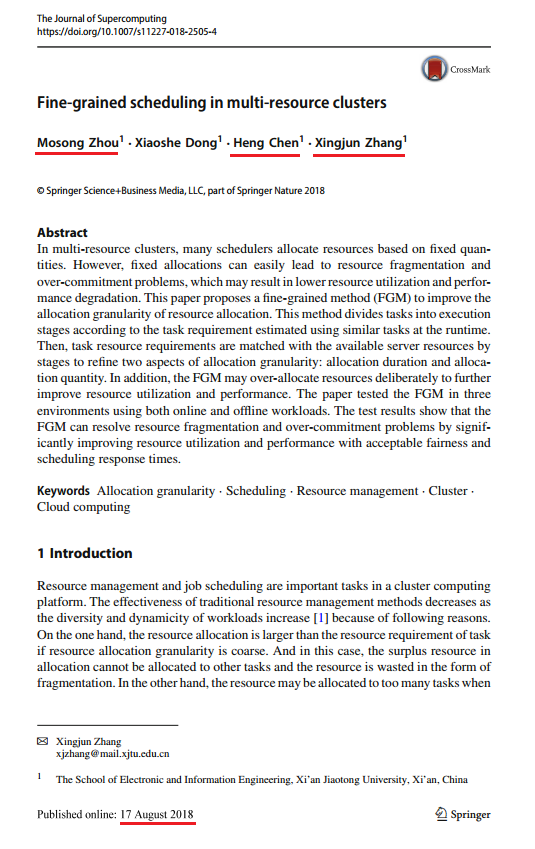 The Journal of Supercomputing
https://doi.org/10.1007/s11227-018-2505-4
CrossMark
Fine-grained scheduling in multi-resource clusters
Mosong Zhou1 · Xiaoshe Dong1 · Heng Chen1 · Xingjun Zhang1
© Springer Science+Business Media, LLC, part of Springer Nature 2018
Abstract
In multi-resource clusters, many schedulers allocate resources based on fixed quan-
tities. However, fixed allocations can easily lead to resource fragmentation and
over-commitment problems, which may result in lower resource utilization and perfor-
mance degradation. This paper proposes a fine-grained method (FGM) to improve the
allocation granularity of resource allocation. This method divides tasks into execution
stages according to the task requirement estimated using similar tasks at the runtime.
Then, task resource requirements are matched with the available server resources by
stages to refine two aspects of allocation granularity: allocation duration and alloca-
tion quantity. In addition, the FGM may over-allocate resources deliberately to further
improve resource utilization and performance. The paper tested the FGM in three
environments using both online and offline workloads. The test results show that the
FGM can resolve resource fragmentation and over-commitment problems by signif-
icantly improving resource utilization and performance with acceptable fairness and
scheduling response times.
Keywords Allocation granularity · Scheduling · Resource management · Cluster ·
Cloud computing
1 Introduction
Resource management and job scheduling are important tasks in a cluster computing
platform. The effectiveness of traditional resource management methods decreases as
the diversity and dynamicity of workloads increase [1] because of following reasons.
On the one hand, the resource allocation is larger than the resource requirement of task
if resource allocation granularity is coarse. And in this case, the surplus resource in
allocation cannot be allocated to other tasks and the resource is wasted in the form of
fragmentation. In the other hand, the resource may be allocated to too many tasks when
✉ Xingjun Zhang
xjzhang@mail.xjtu.edu.cn
1 The School of Electronic and Information Engineering, Xi'an Jiaotong University, Xi'an, China
Published online: 17 August 2018
Springer